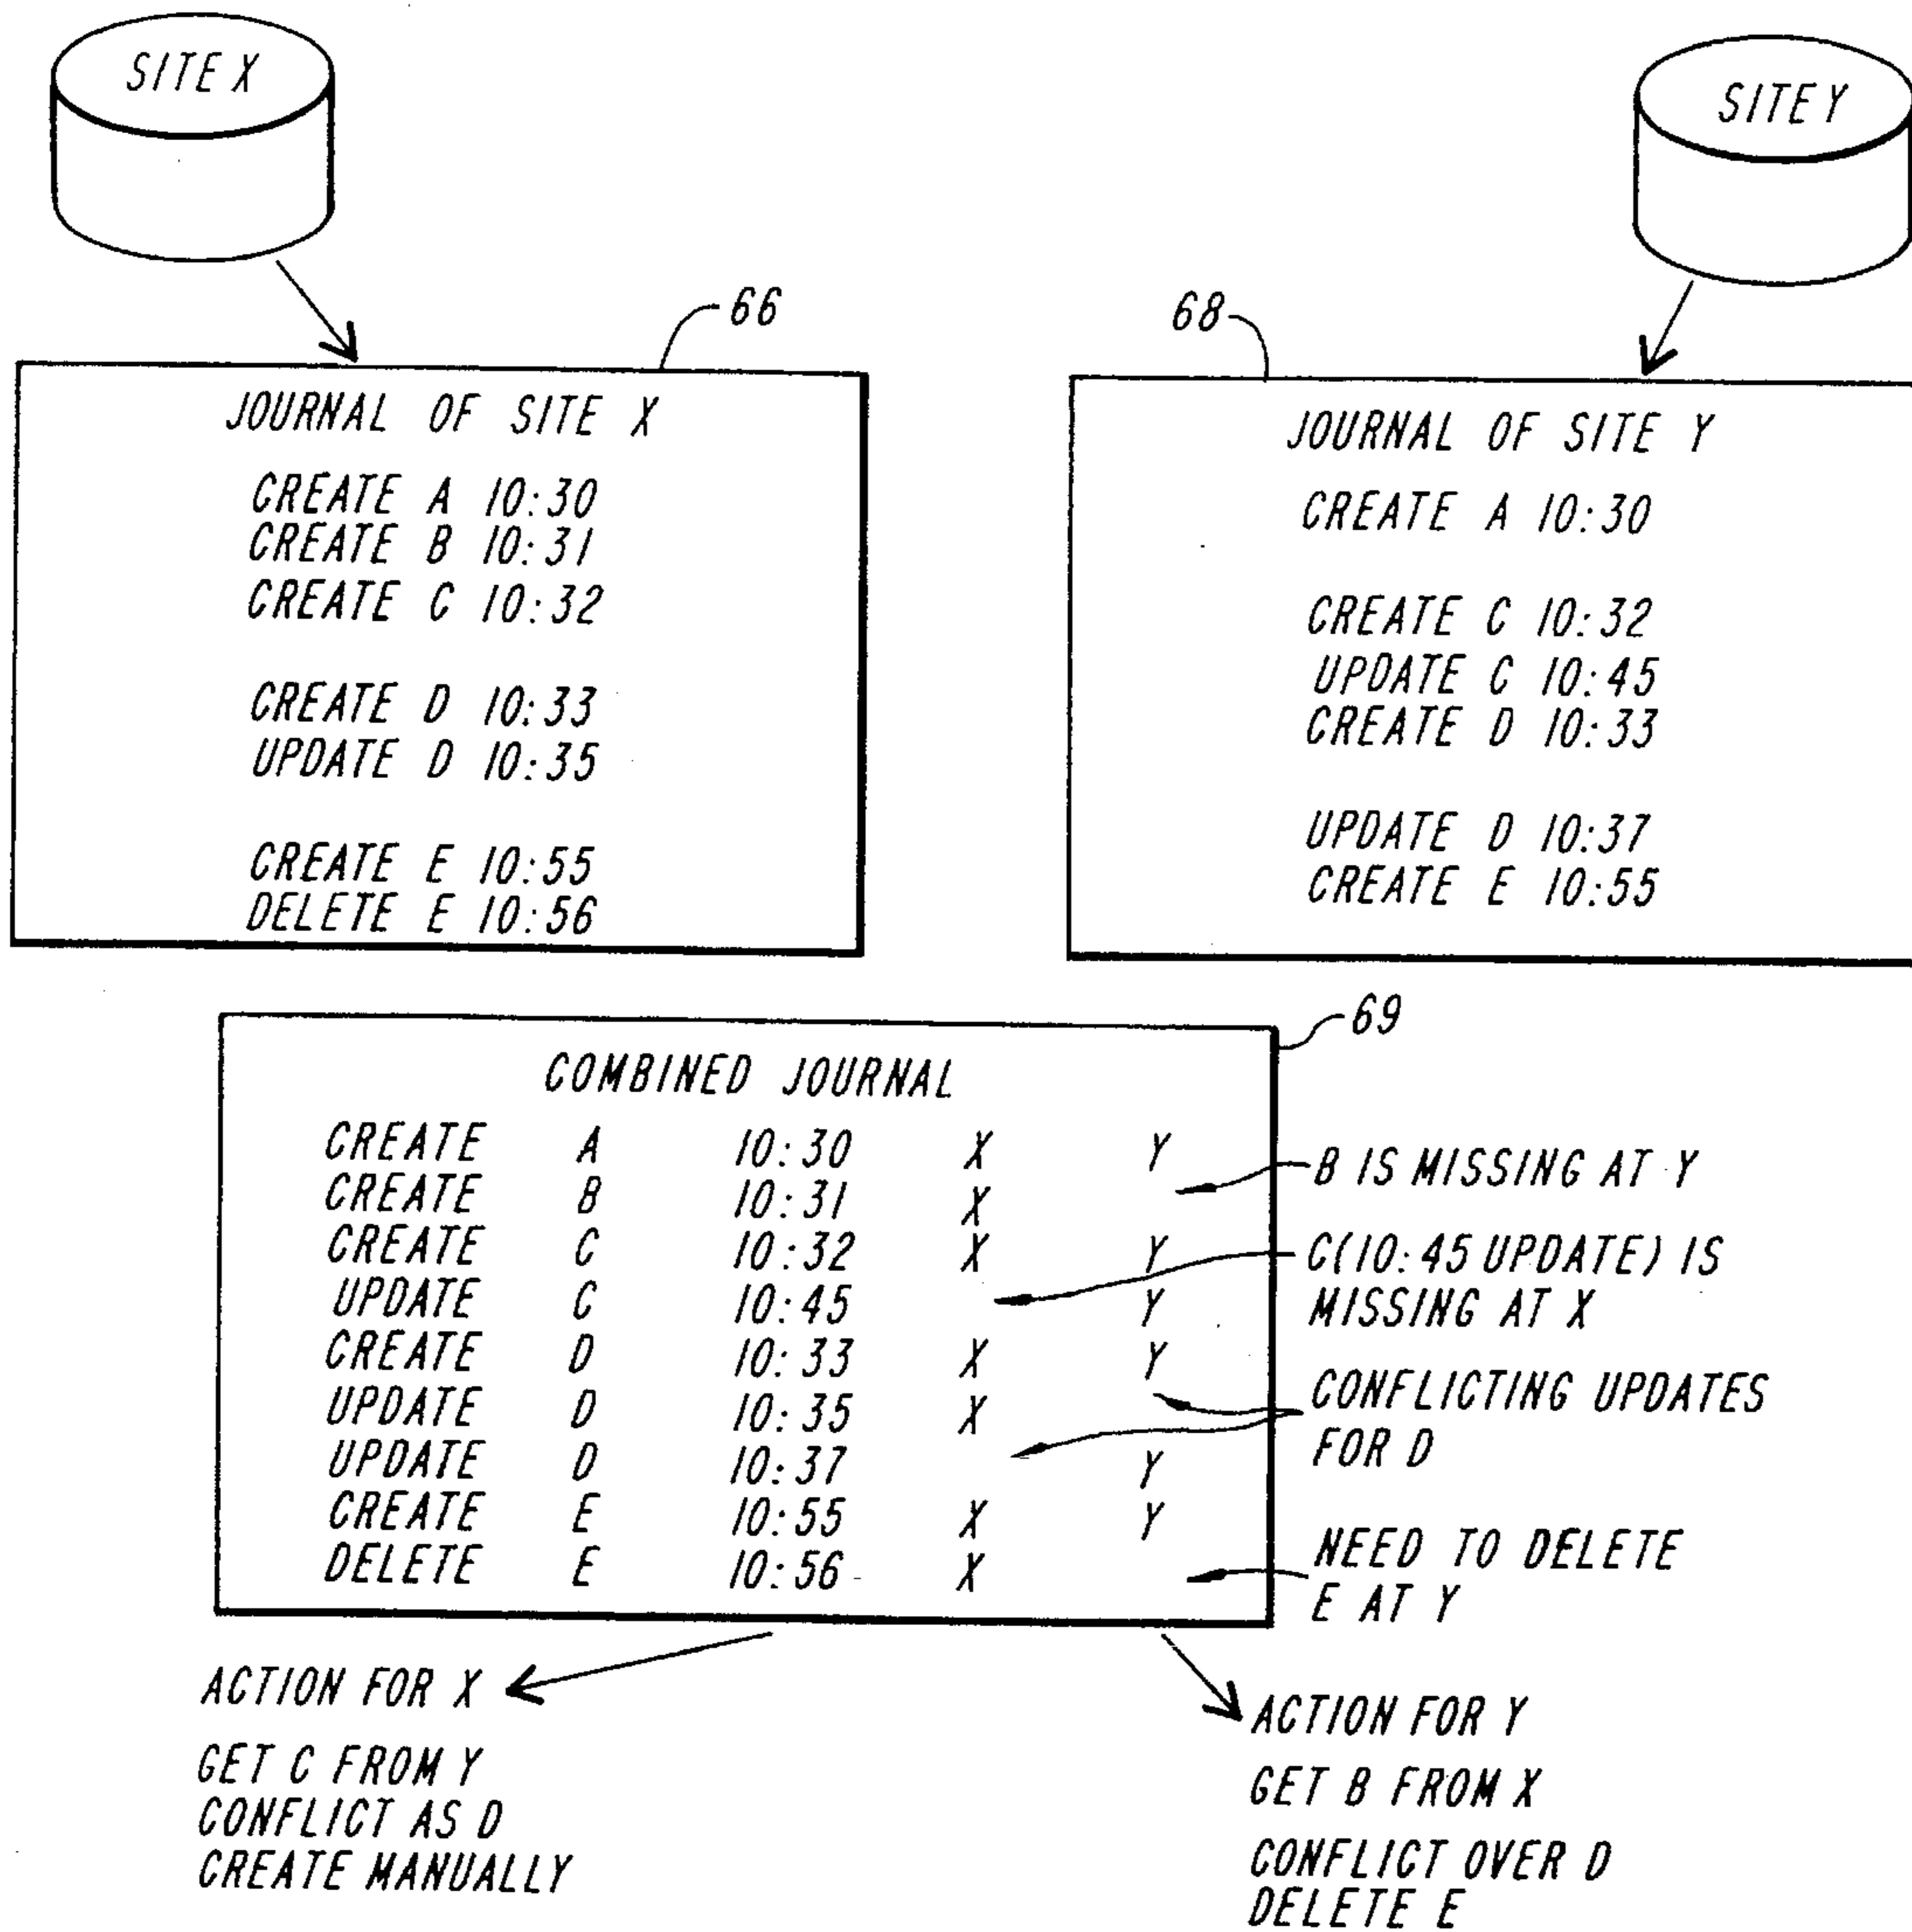 SITE X
SITE Y
66
68
JOURNAL OF SITE X
CREATE A 10:30
CREATE B 10:31
CREATE C 10:32
CREATE D 10:33
UPDATE D 10:35
CREATE E 10:55
DELETE E 10:56
JOURNAL OF SITE Y
CREATE A 10:30
CREATE C 10:32
UPDATE C 10:45
CREATE D 10:33
UPDATE D 10:37
CREATE E 10:55
69
COMBINED JOURNAL
CREATE A 10:30 X Y
CREATE B 10:31 X
CREATE C 10:32 X Y
UPDATE C 10:45 Y
CREATE D 10:33 X Y
UPDATE D 10:35 X
UPDATE D 10:37 Y
CREATE E 10:55 X Y
DELETE E 10:56 X
B IS MISSING AT Y
C(10:45 UPDATE) IS
MISSING AT X
CONFLICTING UPDATES
FOR D
NEED TO DELETE
E AT Y
ACTION FOR X
GET C FROM Y
CONFLICT AS D
CREATE MANUALLY
ACTION FOR Y
GET B FROM X
CONFLICT OVER D
DELETE E